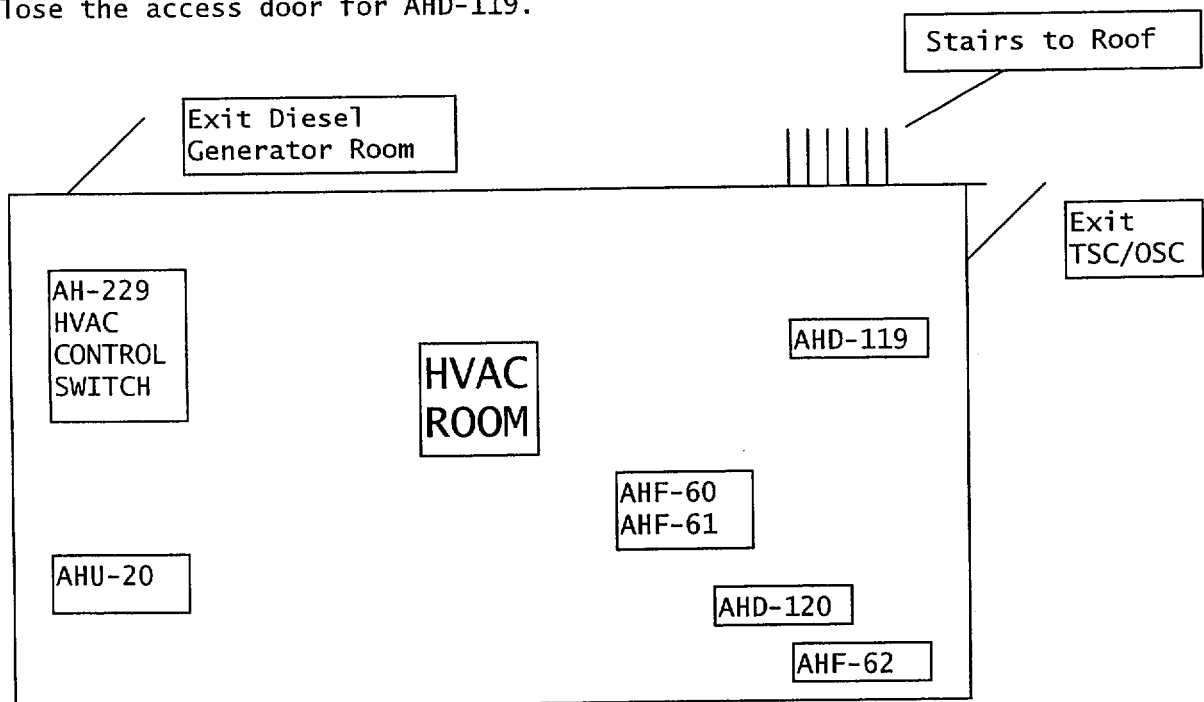 lose the access door for AHD-119.
Stairs to Roof
Exit Diesel
Generator Room
Exit
TSC/OSC
AH-229
HVAC
CONTROL
SWITCH
HVAC
ROOM
AHD-119
AHF-60
AHF-61
AHU-20
AHD-120
AHF-62